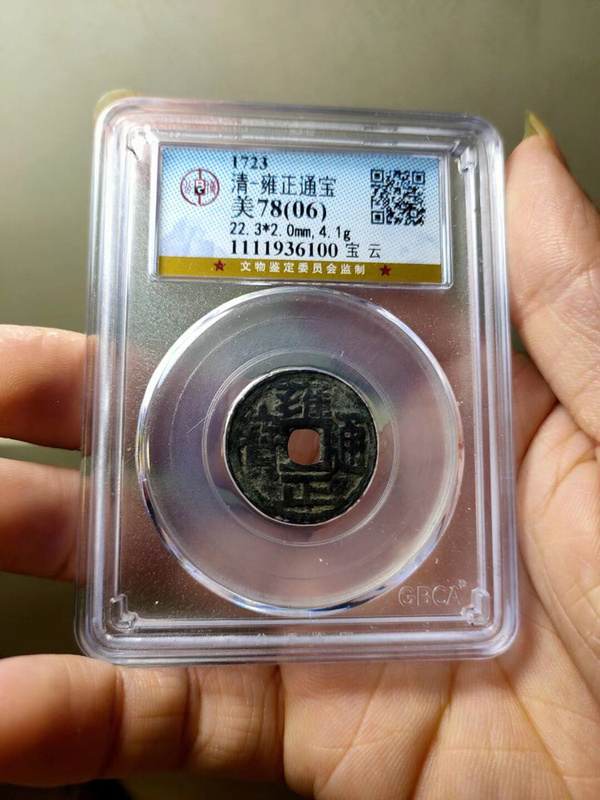 1723
清-雍正通宝
美78(06)
22.3*2.0mm,4.1g
1111936100 宝 云
★ 文物鉴定委员会监制 ★
雍
正
通
GBCA®